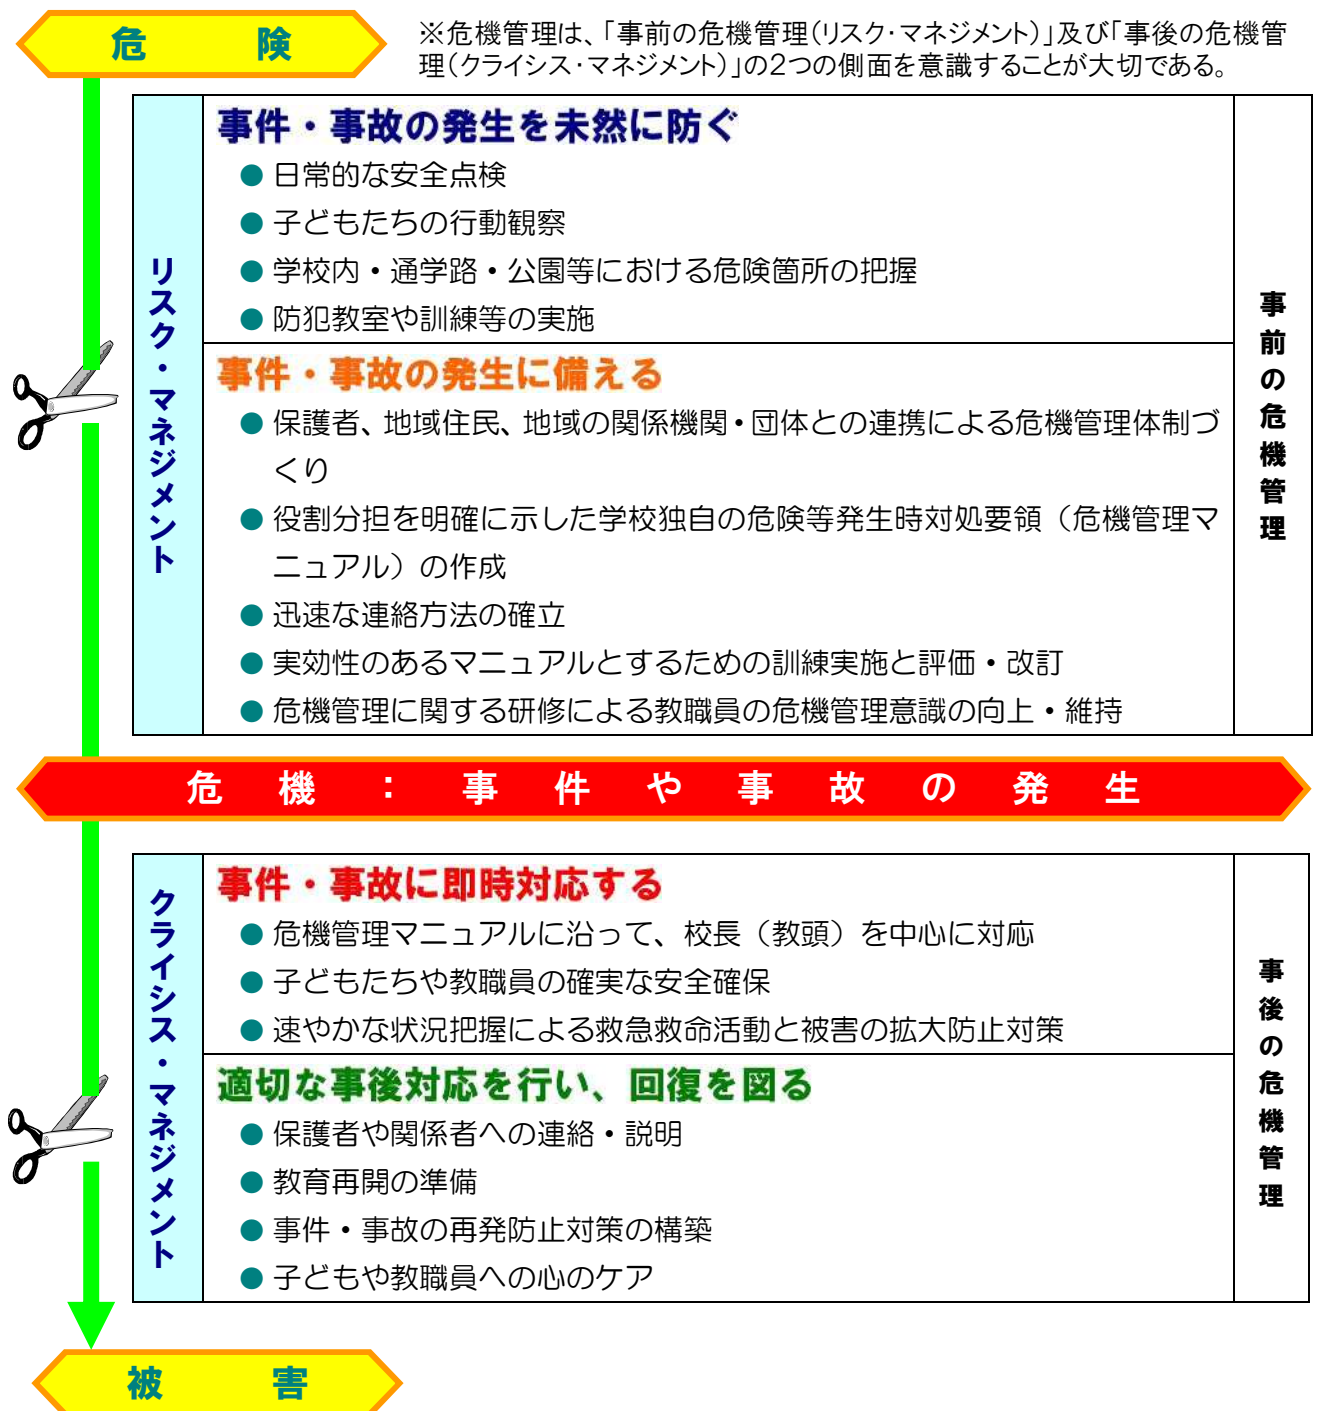 危険
※危機管理は、「事前の危機管理(リスク・マネジメント)」及び「事後の危機管
理(クライシス・マネジメント)」の2つの側面を意識することが大切である。
リスク・マネジメント
事件・事故の発生を未然に防ぐ
● 日常的な安全点検
● 子どもたちの行動観察
● 学校内・通学路・公園等における危険箇所の把握
● 防犯教室や訓練等の実施
事件・事故の発生に備える
● 保護者、地域住民、地域の関係機関・団体との連携による危機管理体制づ
くり
● 役割分担を明確に示した学校独自の危険等発生時対処要領（危機管理マ
ニュアル）の作成
● 迅速な連絡方法の確立
● 実効性のあるマニュアルとするための訓練実施と評価・改訂
● 危機管理に関する研修による教職員の危機管理意識の向上・維持
事前の危機管理
危機：事件や事故の発生
クライシス・マネジメント
事件・事故に即時対応する
● 危機管理マニュアルに沿って、校長（教頭）を中心に対応
● 子どもたちや教職員の確実な安全確保
● 速やかな状況把握による救急救命活動と被害の拡大防止対策
適切な事後対応を行い、回復を図る
● 保護者や関係者への連絡・説明
● 教育再開の準備
● 事件・事故の再発防止対策の構築
● 子どもや教職員への心のケア
事後の危機管理
被害